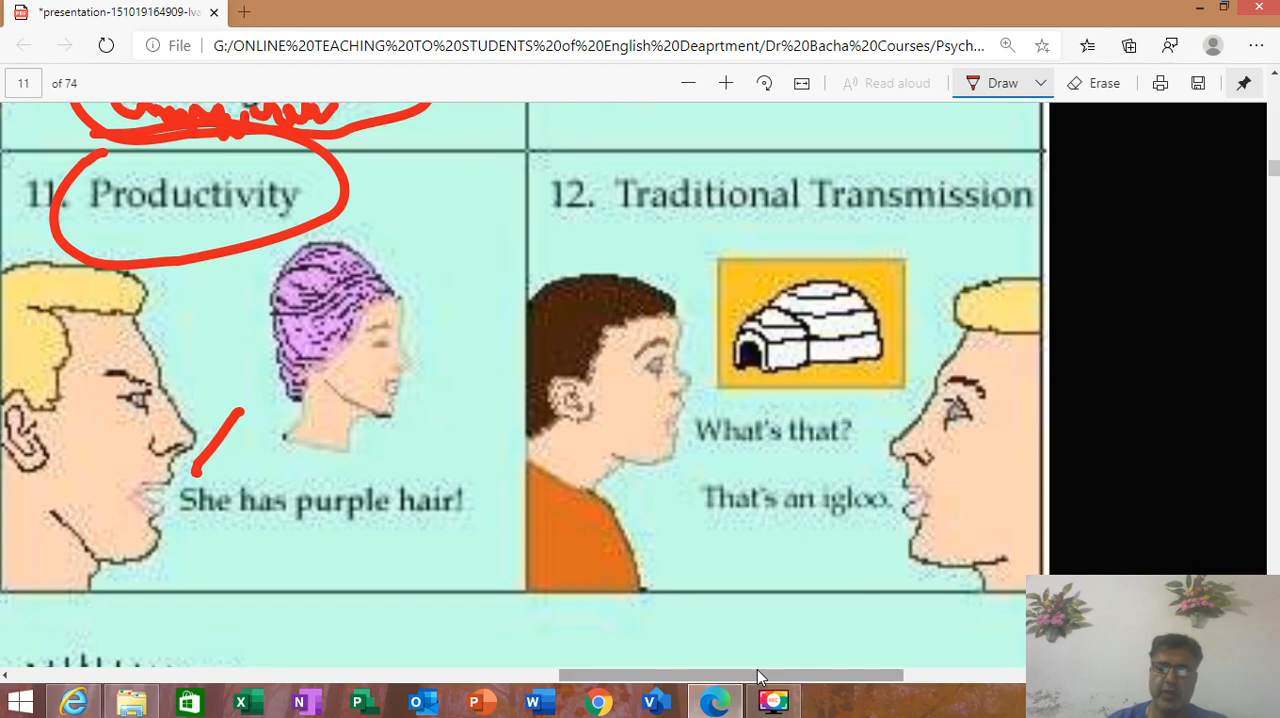 *presentation-151019164909-lva
File
G:/ONLINE%20TEACHING%20TO%20STUDENTS%20of%20English%20Deaprtment/Dr%20Bacha%20Courses/Psych...
11 of 74
Read aloud
Draw
Erase
11. Productivity
12. Traditional Transmission
What's that?
She has purple hair!
That's an igloo.